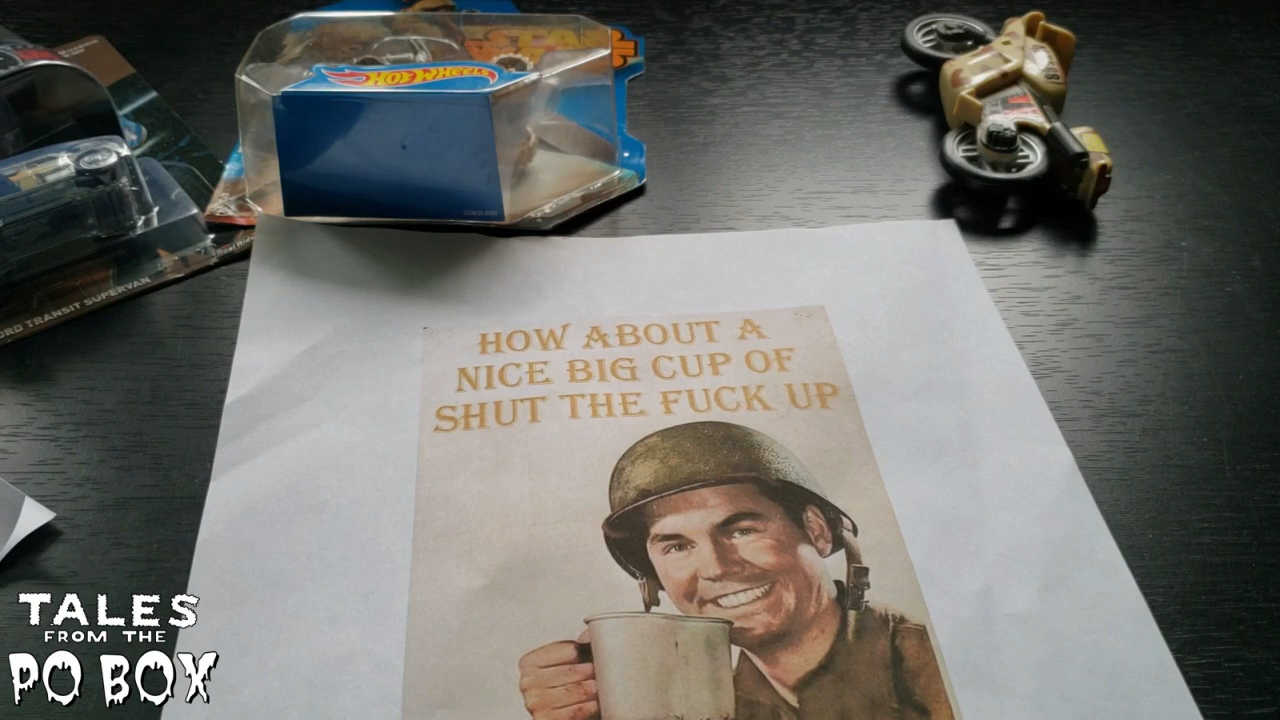 STAR
HOT WHEELS
ORD TRANSIT SUPERVAN
HOW ABOUT A
NICE BIG CUP OF
SHUT THE FUCK UP
TALES
FROM THE
PO BOX